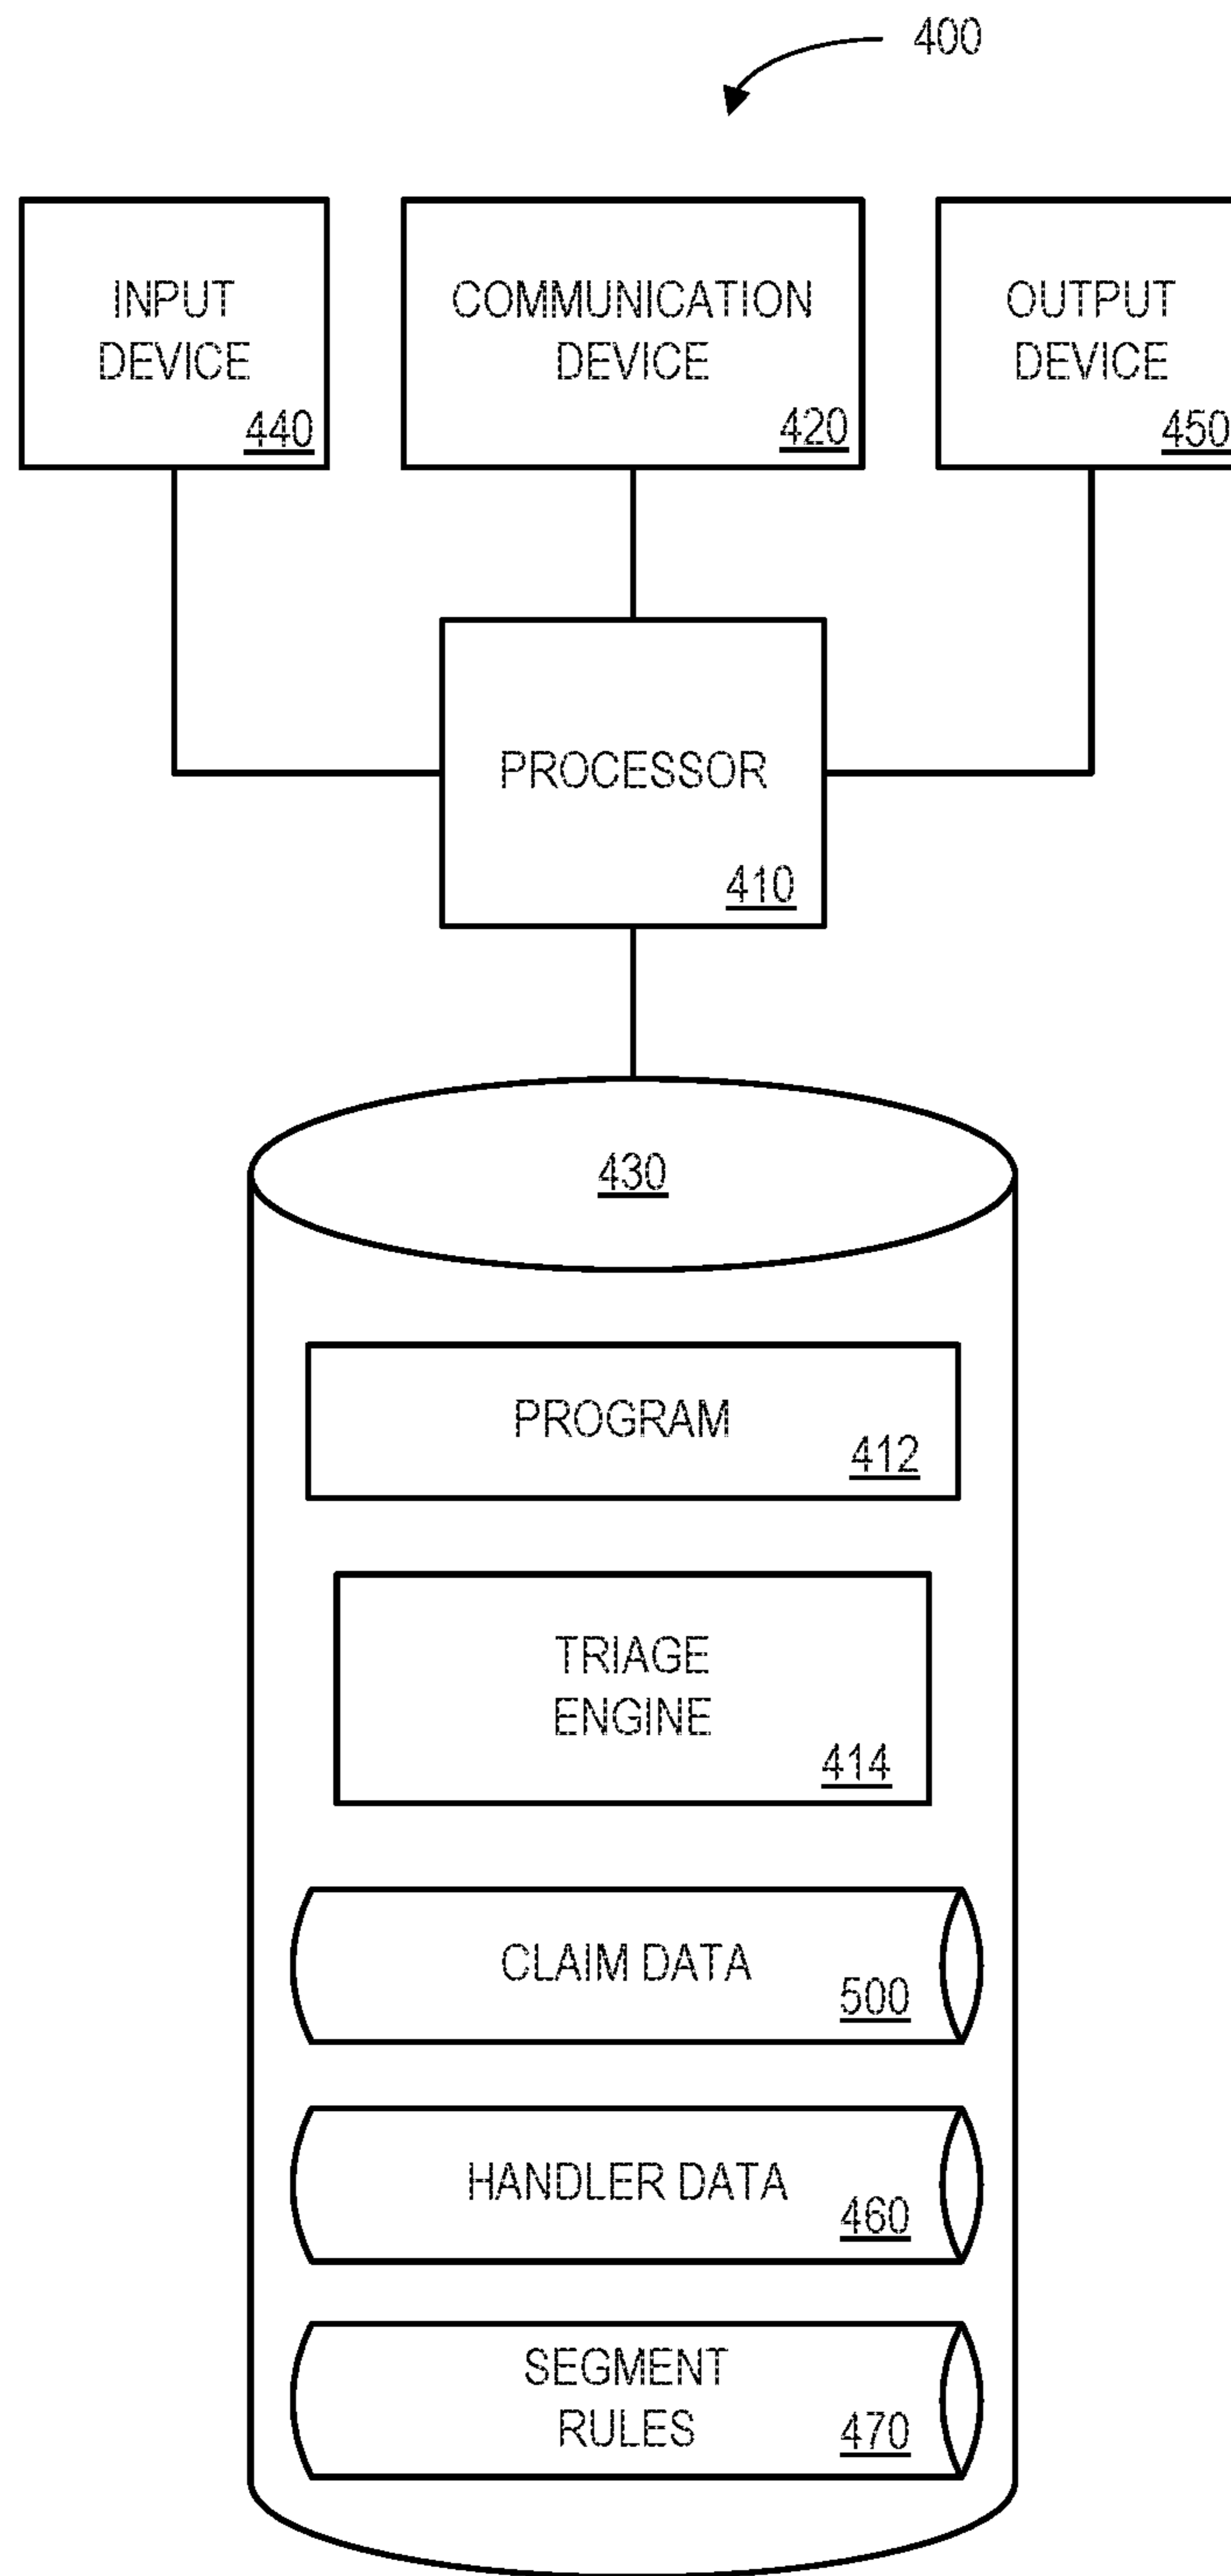 400
INPUT
DEVICE
440
COMMUNICATION
DEVICE
420
OUTPUT
DEVICE
450
PROCESSOR
410
430
PROGRAM
412
TRIAGE
ENGINE
414
CLAIM DATA
500
HANDLER DATA
460
SEGMENT
RULES
470